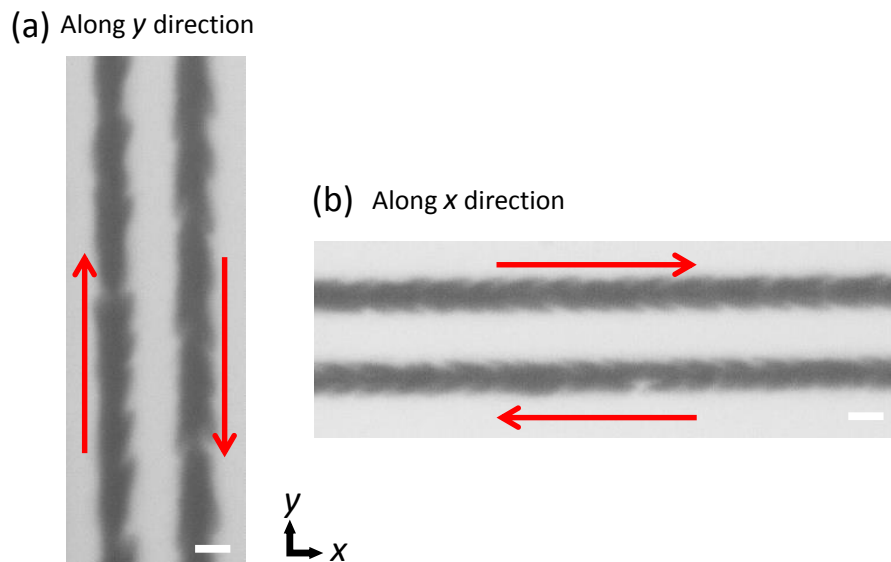 (a) Along y direction
(b) Along x direction
y
x